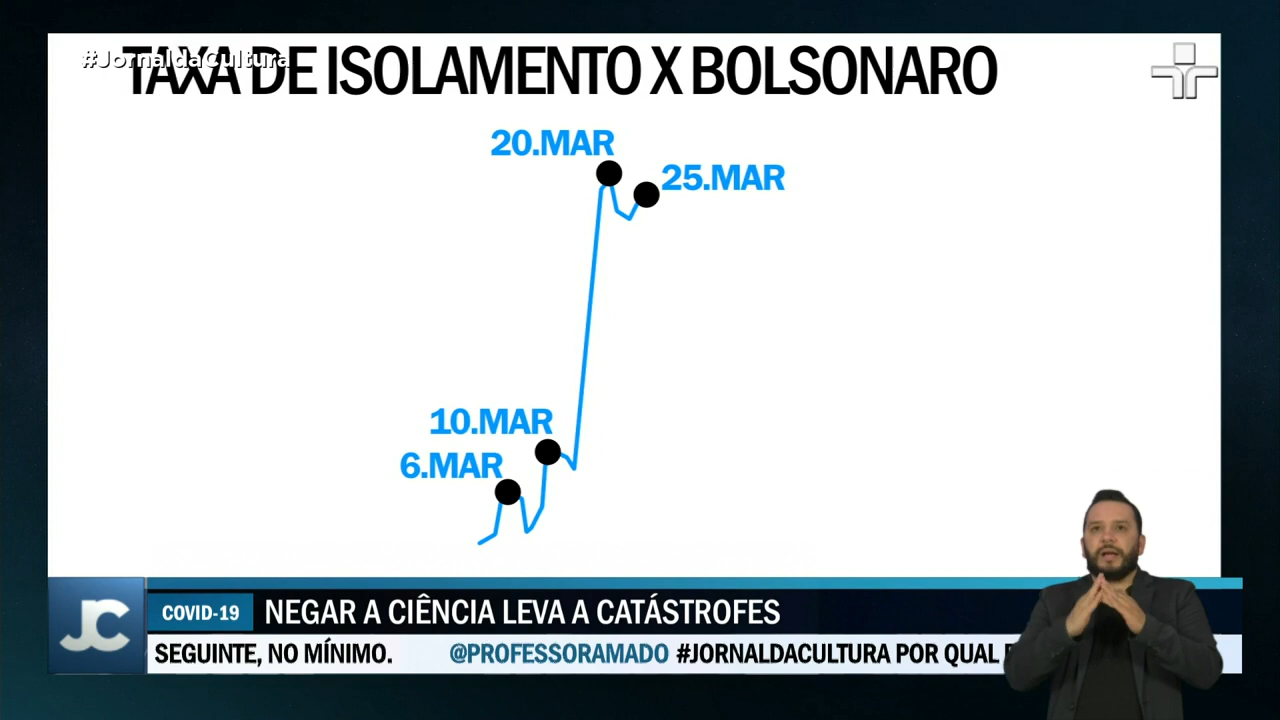 #JornaldaCultura
TAXA DE ISOLAMENTO X BOLSONARO
20.MAR
25.MAR
10.MAR
6.MAR
JC
COVID-19
NEGAR A CIÊNCIA LEVA A CATÁSTROFES
SEGUINTE, NO MÍNIMO. @PROFESSORAMADO #JORNALDACULTURA POR QUAL